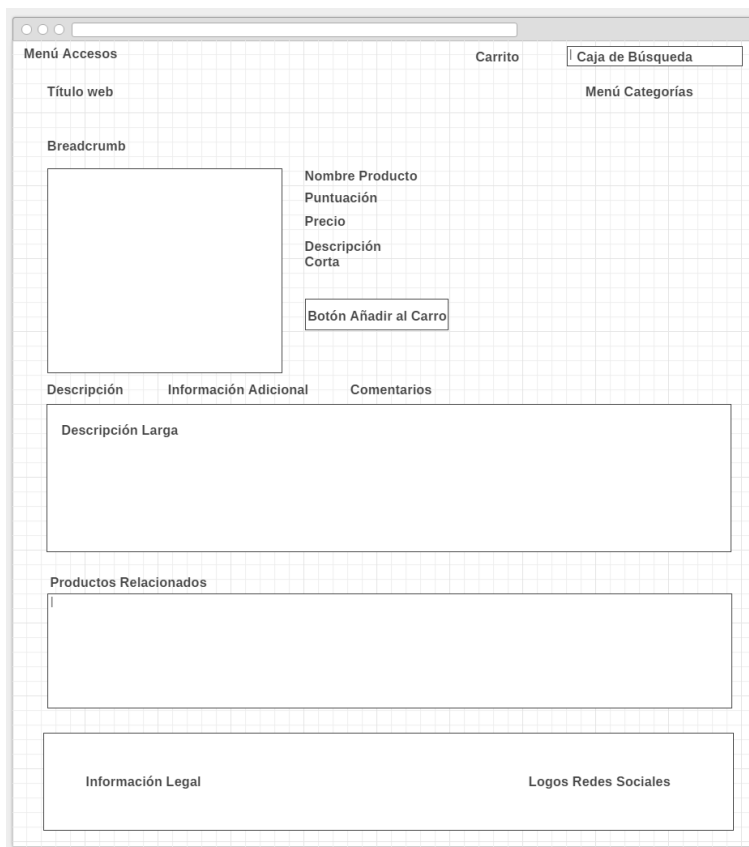 Menú Accesos
Carrito
Caja de Búsqueda
Título web
Menú Categorías
Breadcrumb
Nombre Producto
Puntuación
Precio
Descripción
Corta
Botón Añadir al Carro
Descripción
Información Adicional
Comentarios
Descripción Larga
Productos Relacionados
Información Legal
Logos Redes Sociales